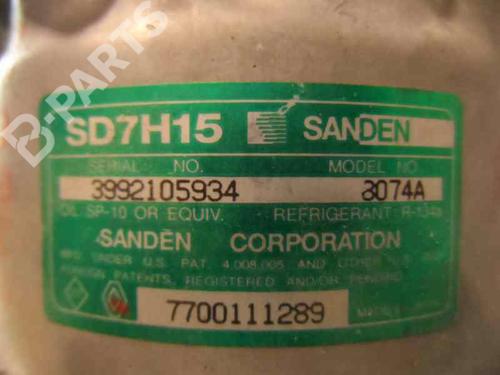 B-PARTS
SD7H15 SANDEN
SERIAL NO. MODEL NO.
3992105934 8074A
OIL SP-10 OR EQUIV. REFRIGERANT R-134a
SANDEN CORPORATION
MFG UNDER U.S. PAT. 4,008,005 AND OTHER U.S. AND
FOREIGN PATENTS, REGISTERED AND/OR PENDING
7700111289